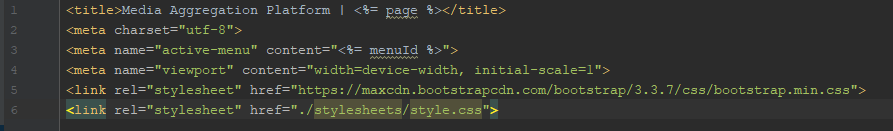 1 <title>Media Aggregation Platform | <%= page %></title>
2 <meta charset="utf-8">
3 <meta name="active-menu" content="<%= menuId %>">
4 <meta name="viewport" content="width=device-width, initial-scale=1">
5 <link rel="stylesheet" href="https://maxcdn.bootstrapcdn.com/bootstrap/3.3.7/css/bootstrap.min.css">
6 <link rel="stylesheet" href="./stylesheets/style.css">